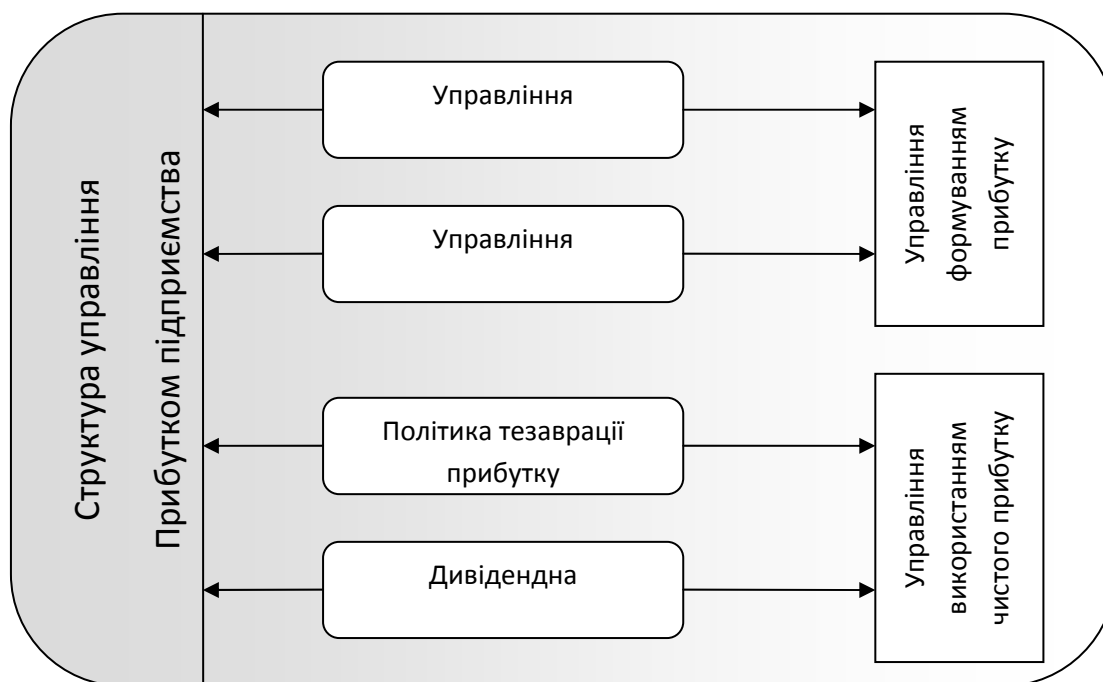 Структура управління
Прибутком підприємства
Управління
Управління
Політика тезаврації
прибутку
Дивідендна
Управління
формуванням
прибутку
Управління
використанням
чистого прибутку